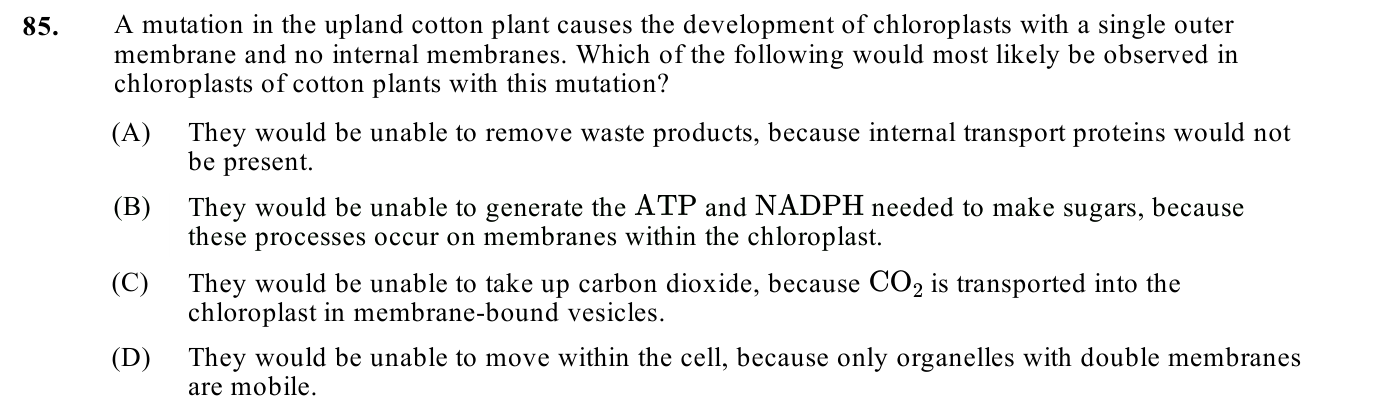 85. A mutation in the upland cotton plant causes the development of chloroplasts with a single outer
membrane and no internal membranes. Which of the following would most likely be observed in
chloroplasts of cotton plants with this mutation?
(A) They would be unable to remove waste products, because internal transport proteins would not
be present.
(B) They would be unable to generate the ATP and NADPH needed to make sugars, because
these processes occur on membranes within the chloroplast.
(C) They would be unable to take up carbon dioxide, because CO₂ is transported into the
chloroplast in membrane-bound vesicles.
(D) They would be unable to move within the cell, because only organelles with double membranes
are mobile.